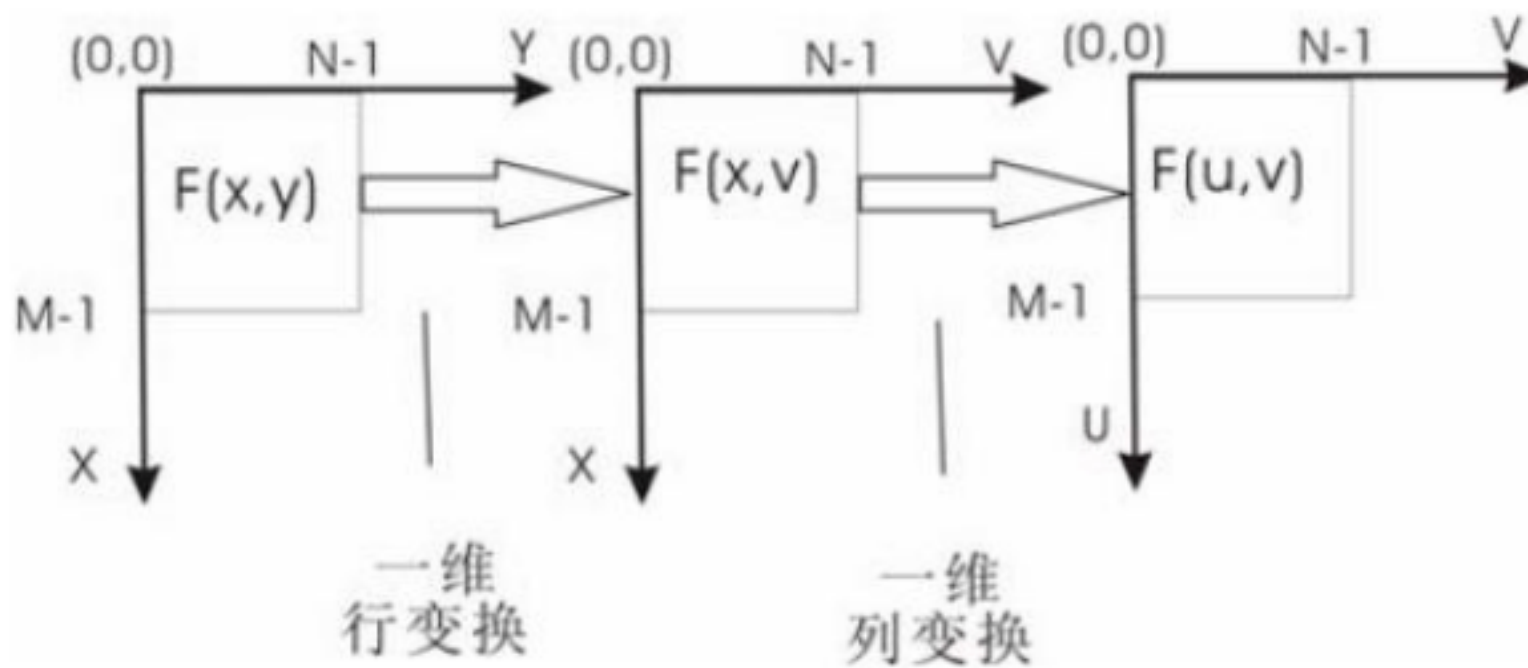 (0,0) N-1 Y
(0,0) N-1 V
(0,0) N-1 V
F(x,y)
F(x,v)
F(u,v)
M-1
M-1
M-1
X
X
U
一维
行变换
一维
列变换